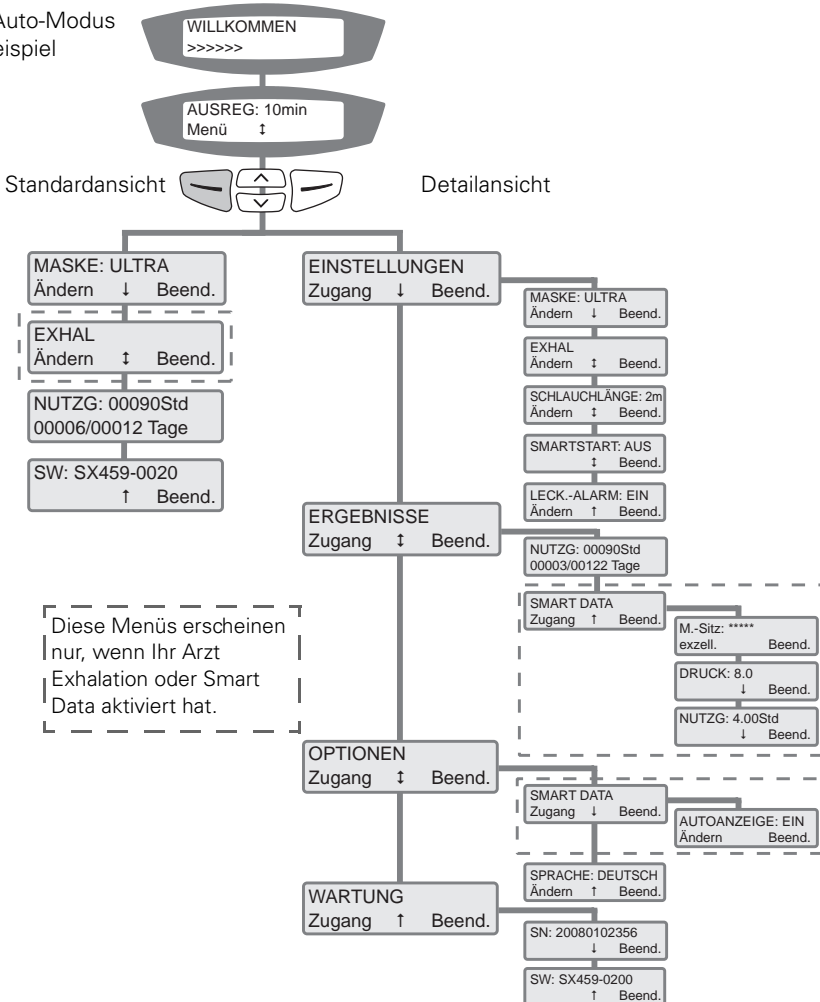 Auto-Modus
eispiel
WILLKOMMEN
>>>>>>
AUSREG: 10min
Menü ↕
Standardansicht
Detailansicht
MASKE: ULTRA
Ändern ↓ Beend.
EXHAL
Ändern ↕ Beend.
NUTZG: 00090Std
00006/00012 Tage
SW: SX459-0020
↑ Beend.
Diese Menüs erscheinen
nur, wenn Ihr Arzt
Exhalation oder Smart
Data aktiviert hat.
EINSTELLUNGEN
Zugang ↓ Beend.
MASKE: ULTRA
Ändern ↓ Beend.
EXHAL
Ändern ↕ Beend.
SCHLAUCHLÄNGE: 2m
Ändern ↕ Beend.
SMARTSTART: AUS
↕ Beend.
LECK.-ALARM: EIN
Ändern ↑ Beend.
ERGEBNISSE
Zugang ↕ Beend.
NUTZG: 00090Std
00003/00122 Tage
SMART DATA
Zugang ↑ Beend.
M.-Sitz: *****
exzell. Beend.
DRUCK: 8.0
↓ Beend.
NUTZG: 4.00Std
↓ Beend.
OPTIONEN
Zugang ↕ Beend.
SMART DATA
Zugang ↓ Beend.
AUTOANZEIGE: EIN
Ändern Beend.
SPRACHE: DEUTSCH
Ändern ↑ Beend.
WARTUNG
Zugang ↑ Beend.
SN: 20080102356
↓ Beend.
SW: SX459-0200
↑ Beend.